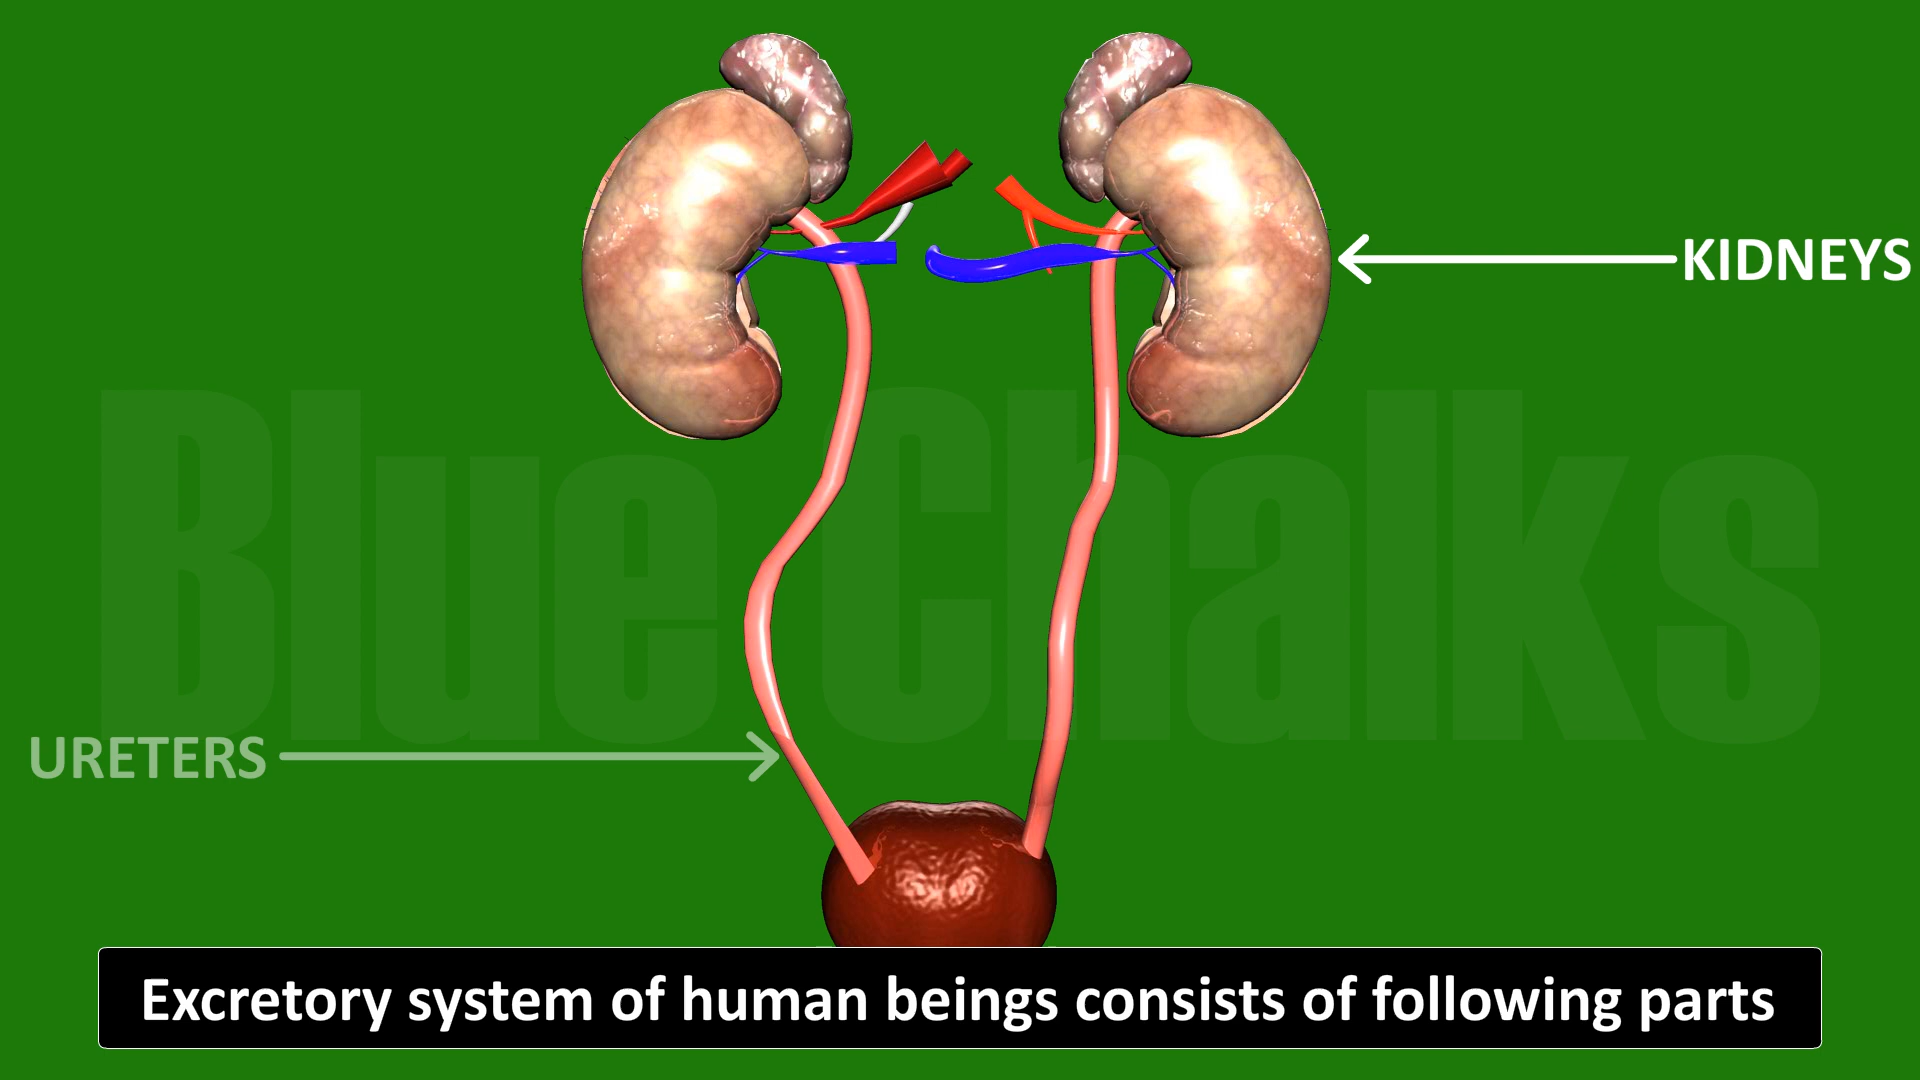 KIDNEYS
Blue Chalks
URETERS
Excretory system of human beings consists of following parts